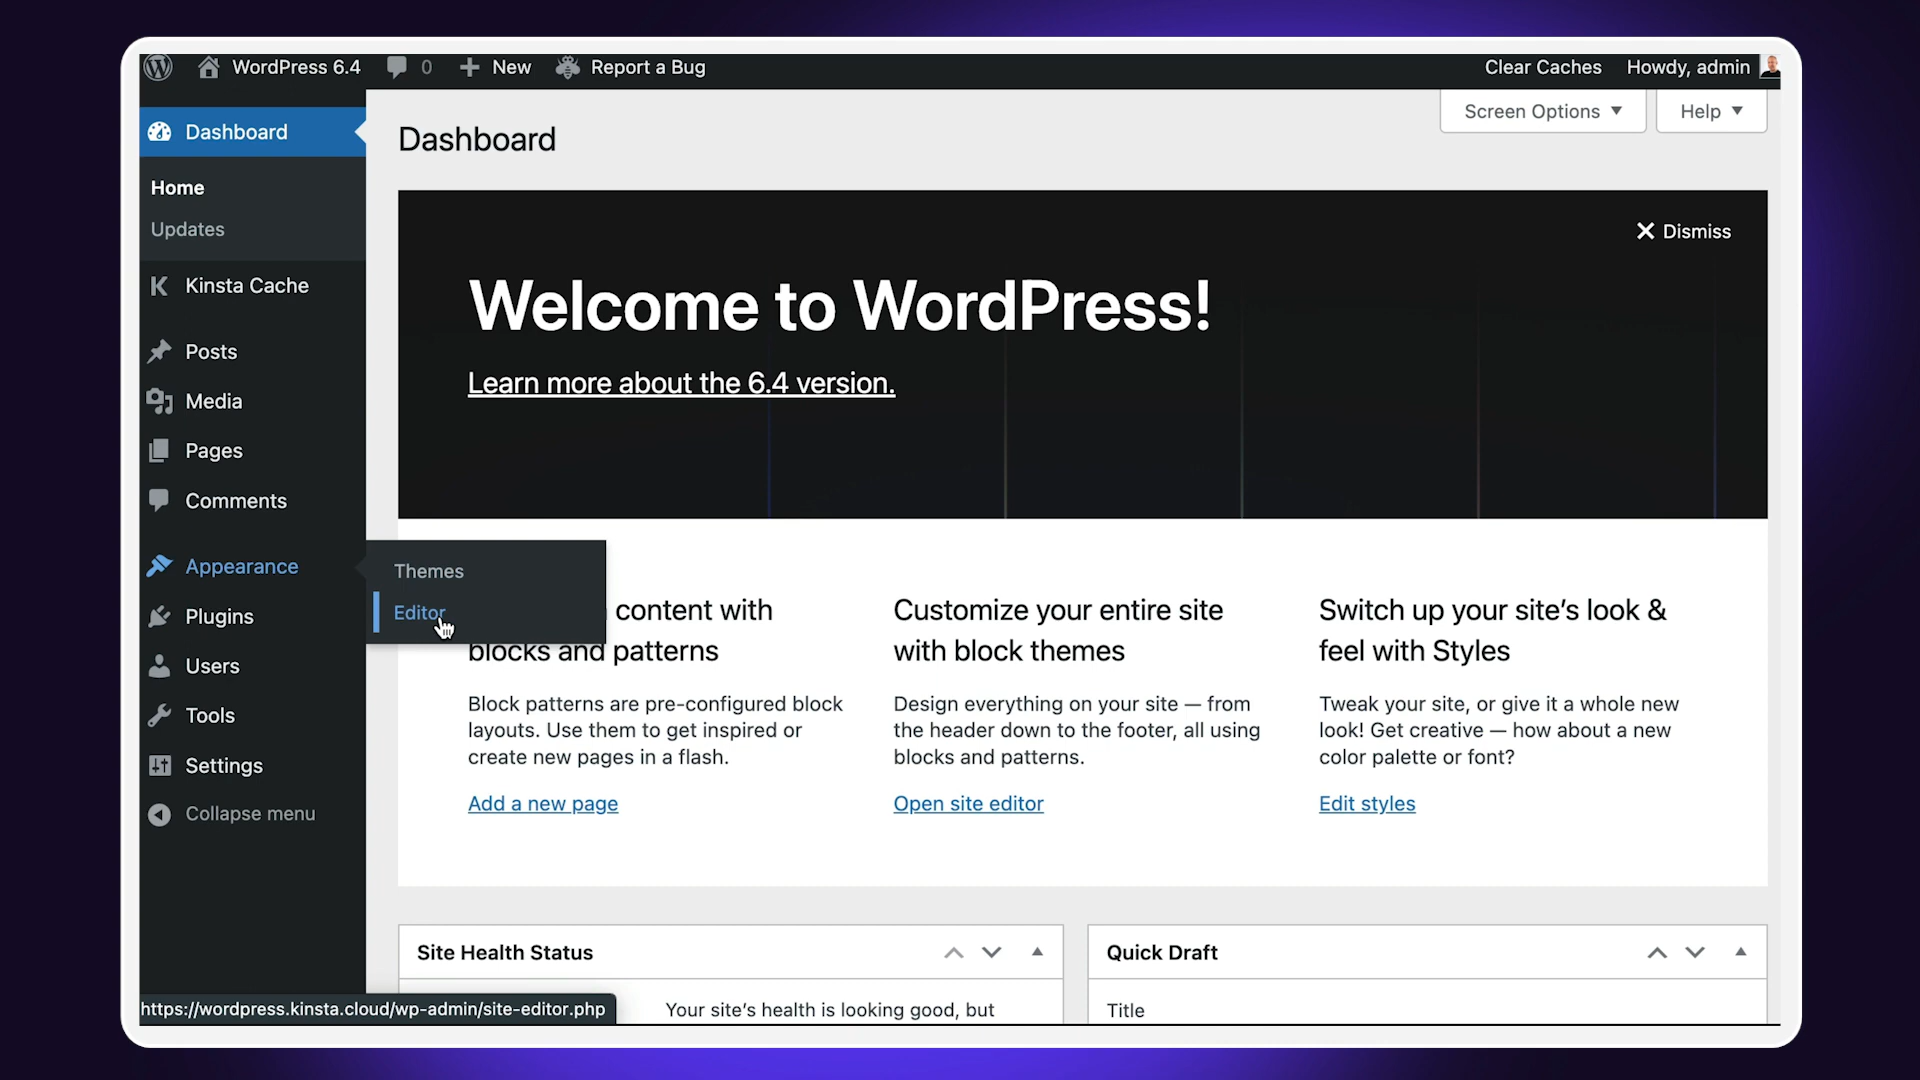 WordPress 6.4
0
New
Report a Bug
Clear Caches
Howdy, admin
Dashboard
Home
Updates
Kinsta Cache
Posts
Media
Pages
Comments
Appearance
Plugins
Users
Tools
Settings
Collapse menu
Themes
Editor
Screen Options
Help
Dashboard
Dismiss
Welcome to WordPress!
Learn more about the 6.4 version.
content with
blocks and patterns
Block patterns are pre-configured block
layouts. Use them to get inspired or
create new pages in a flash.
Add a new page
Customize your entire site
with block themes
Design everything on your site — from
the header down to the footer, all using
blocks and patterns.
Open site editor
Switch up your site’s look &
feel with Styles
Tweak your site, or give it a whole new
look! Get creative — how about a new
color palette or font?
Edit styles
Site Health Status
Your site’s health is looking good, but
Quick Draft
Title
https://wordpress.kinsta.cloud/wp-admin/site-editor.php